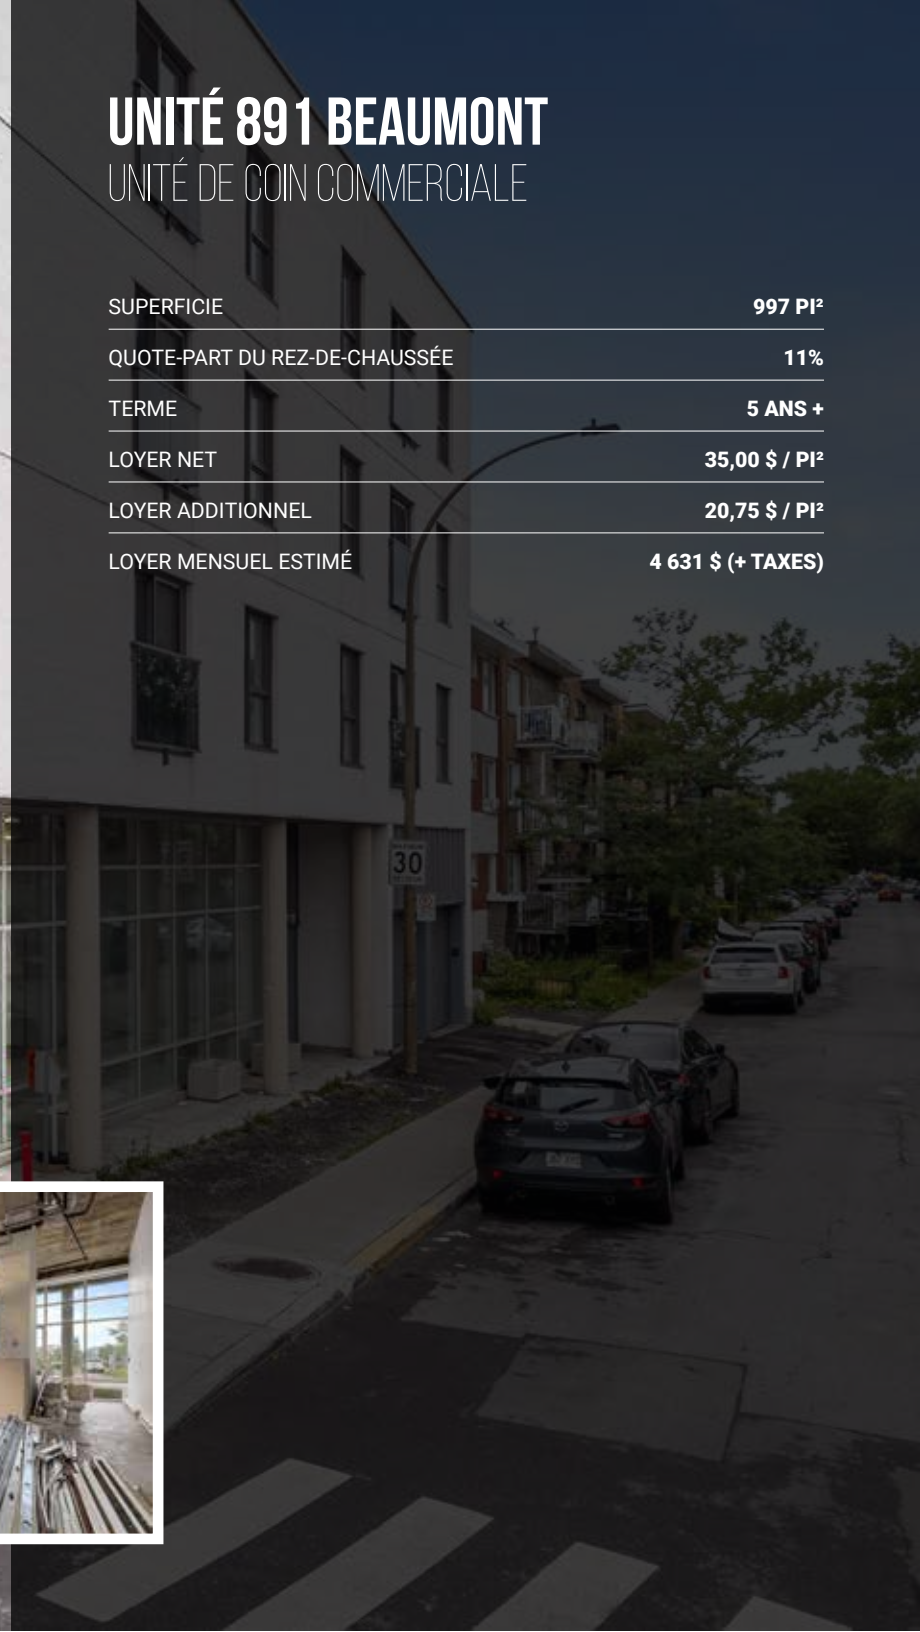 UNITÉ 891 BEAUMONT
UNITÉ DE COIN COMMERCIALE
SUPERFICIE 997 PI²
QUOTE-PART DU REZ-DE-CHAUSSÉE 11%
TERME 5 ANS +
LOYER NET 35,00 $ / PI²
LOYER ADDITIONNEL 20,75 $ / PI²
LOYER MENSUEL ESTIMÉ 4 631 $ (+ TAXES)
MAXIMUM
30